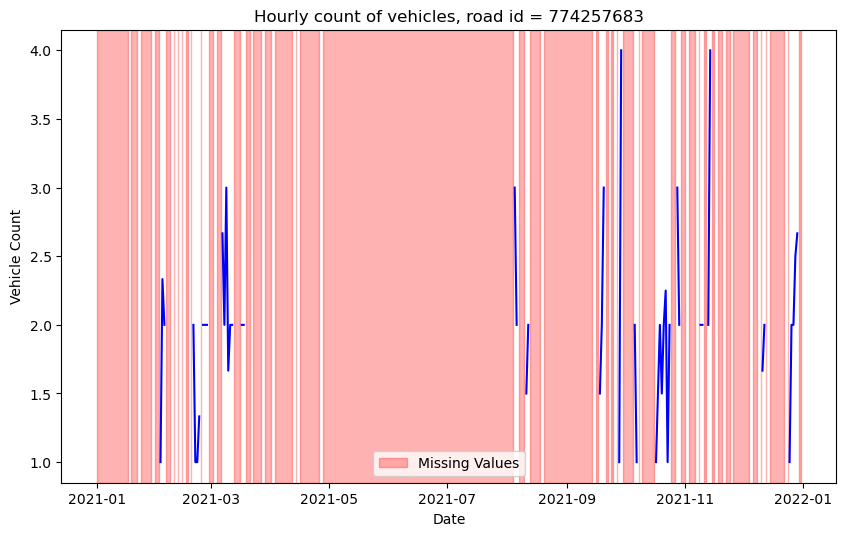 Hourly count of vehicles, road id = 774257683
Vehicle Count
4.0
3.5
3.0
2.5
2.0
1.5
1.0
Missing Values
2021-01 2021-03 2021-05 2021-07 2021-09 2021-11 2022-01
Date